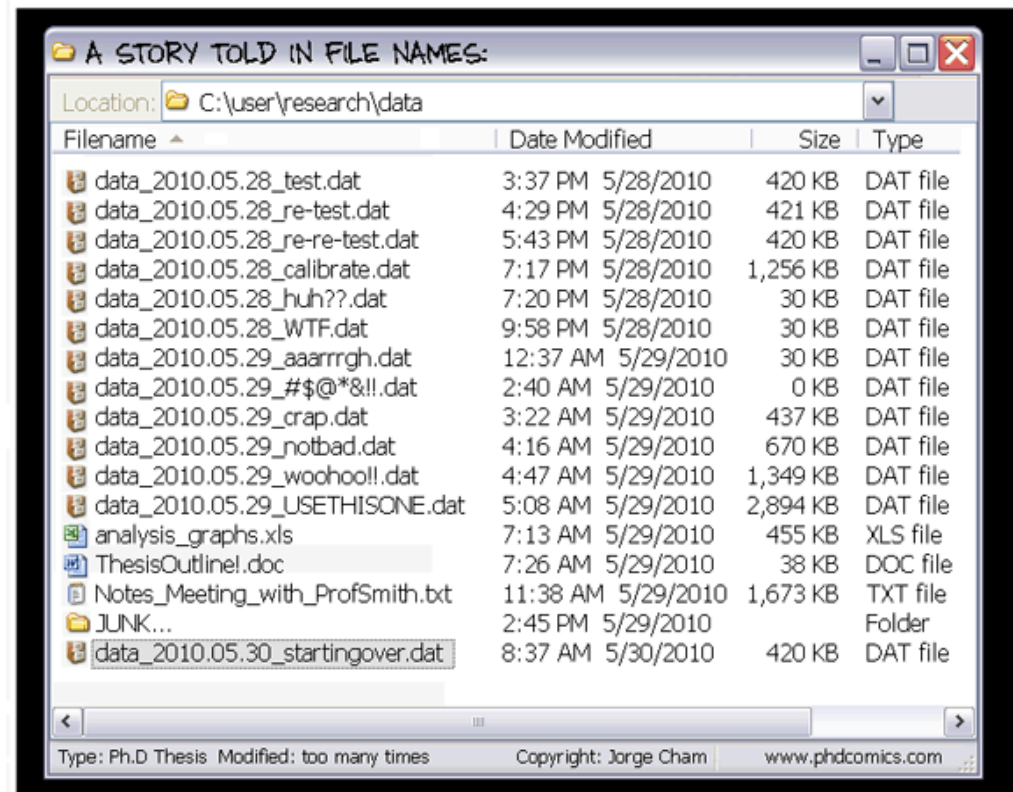 A STORY TOLD IN FILE NAMES:
Location: C:\user\research\data
Filename Date Modified Size Type
data_2010.05.28_test.dat 3:37 PM 5/28/2010 420 KB DAT file
data_2010.05.28_re-test.dat 4:29 PM 5/28/2010 421 KB DAT file
data_2010.05.28_re-re-test.dat 5:43 PM 5/28/2010 420 KB DAT file
data_2010.05.28_calibrate.dat 7:17 PM 5/28/2010 1,256 KB DAT file
data_2010.05.28_huh??.dat 7:20 PM 5/28/2010 30 KB DAT file
data_2010.05.28_WTF.dat 9:58 PM 5/28/2010 30 KB DAT file
data_2010.05.29_aaarrrgh.dat 12:37 AM 5/29/2010 30 KB DAT file
data_2010.05.29_#$@*&!!.dat 2:40 AM 5/29/2010 0 KB DAT file
data_2010.05.29_crap.dat 3:22 AM 5/29/2010 437 KB DAT file
data_2010.05.29_notbad.dat 4:16 AM 5/29/2010 670 KB DAT file
data_2010.05.29_woohoo!!.dat 4:47 AM 5/29/2010 1,349 KB DAT file
data_2010.05.29_USETHISONE.dat 5:08 AM 5/29/2010 2,894 KB DAT file
analysis_graphs.xls 7:13 AM 5/29/2010 455 KB XLS file
ThesisOutline!.doc 7:26 AM 5/29/2010 38 KB DOC file
Notes_Meeting_with_ProfSmith.txt 11:38 AM 5/29/2010 1,673 KB TXT file
JUNK... 2:45 PM 5/29/2010 Folder
data_2010.05.30_startingover.dat 8:37 AM 5/30/2010 420 KB DAT file
Type: Ph.D Thesis Modified: too many times Copyright: Jorge Cham www.phdcomics.com